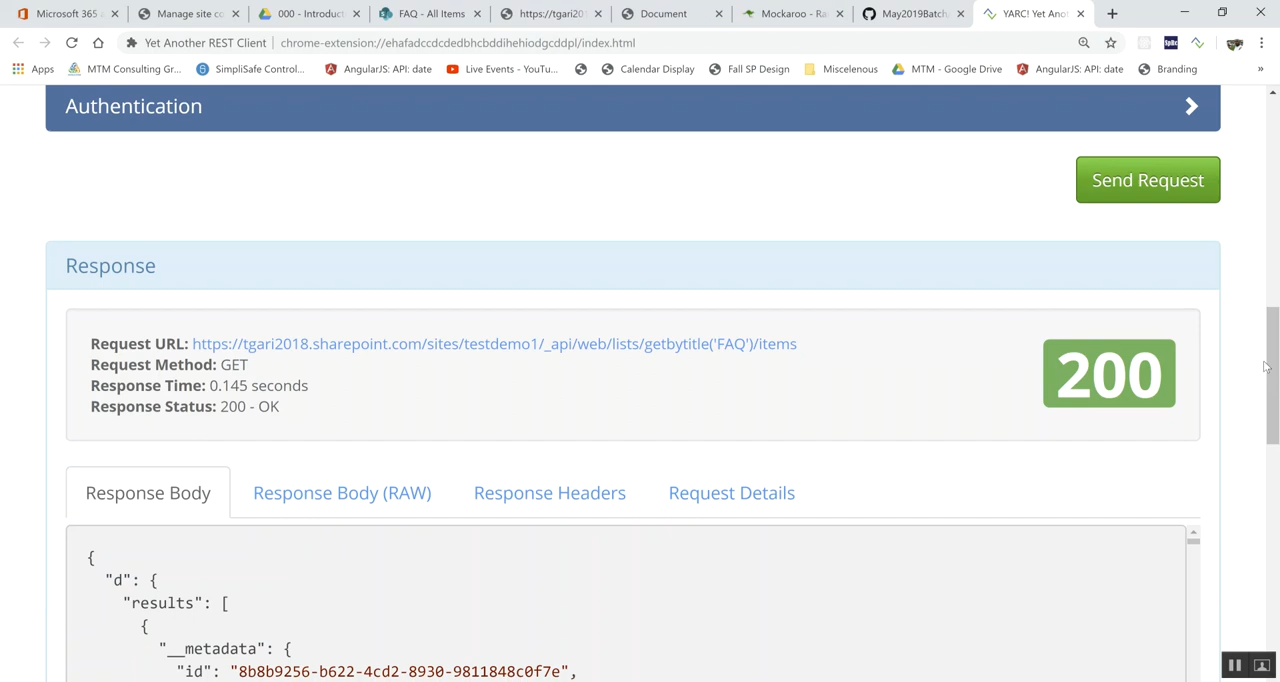 Microsoft 365 a
Manage site co
000 - Introduct
FAQ - All Items
https://tgari20
Document
Mockaroo - Ra
May2019Batch
YARC! Yet Anot
Yet Another REST Client
chrome-extension://ehafadccdcdedbhcbddihehiodgcddpl/index.html
Apps
MTM Consulting Gr...
SimpliSafe Control...
AngularJS: API: date
Live Events - YouTu...
Calendar Display
Fall SP Design
Miscelenous
MTM - Google Drive
AngularJS: API: date
Branding
»
Authentication
Send Request
Response
Request URL: https://tgari2018.sharepoint.com/sites/testdemo1/_api/web/lists/getbytitle('FAQ')/items
Request Method: GET
Response Time: 0.145 seconds
Response Status: 200 - OK
200
Response Body
Response Body (RAW)
Response Headers
Request Details
{
"d": {
"results": [
{
"__metadata": {
"id": "8b8b9256-b622-4cd2-8930-9811848c0f7e",